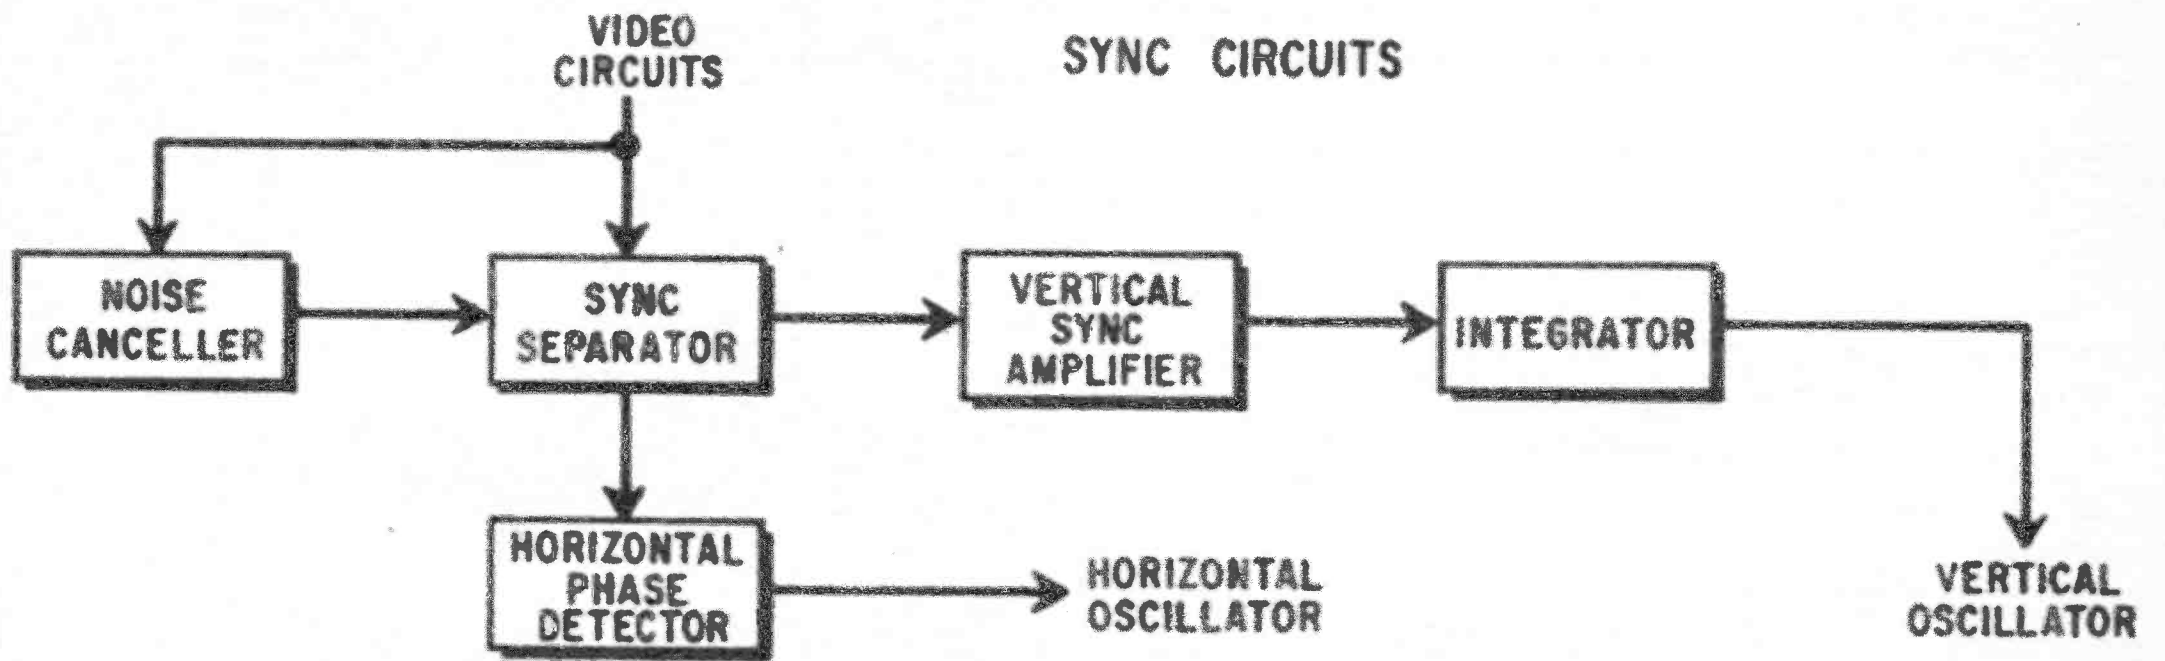 VIDEO
CIRCUITS
SYNC CIRCUITS
NOISE
CANCELLER
SYNC
SEPARATOR
VERTICAL
SYNC
AMPLIFIER
INTEGRATOR
HORIZONTAL
PHASE
DETECTOR
HORIZONTAL
OSCILLATOR
VERTICAL
OSCILLATOR